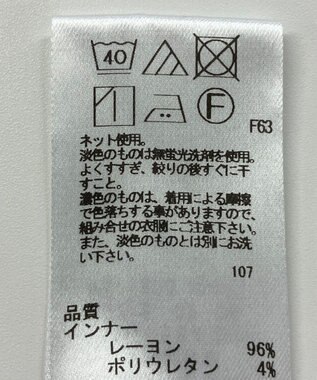 40
F
F63
ネット使用。
淡色のものは無蛍光洗剤を使用。
よくすすぎ、絞りの後すぐに干
すこと。
濃色のものは、着用による摩擦
で色落ちする事がありますので、
組み合せの衣服にご注意下さい。
また、淡色のものとは別にお洗
い下さい。
107
品質
インナー
レーヨン 96%
ポリウレタン 4%